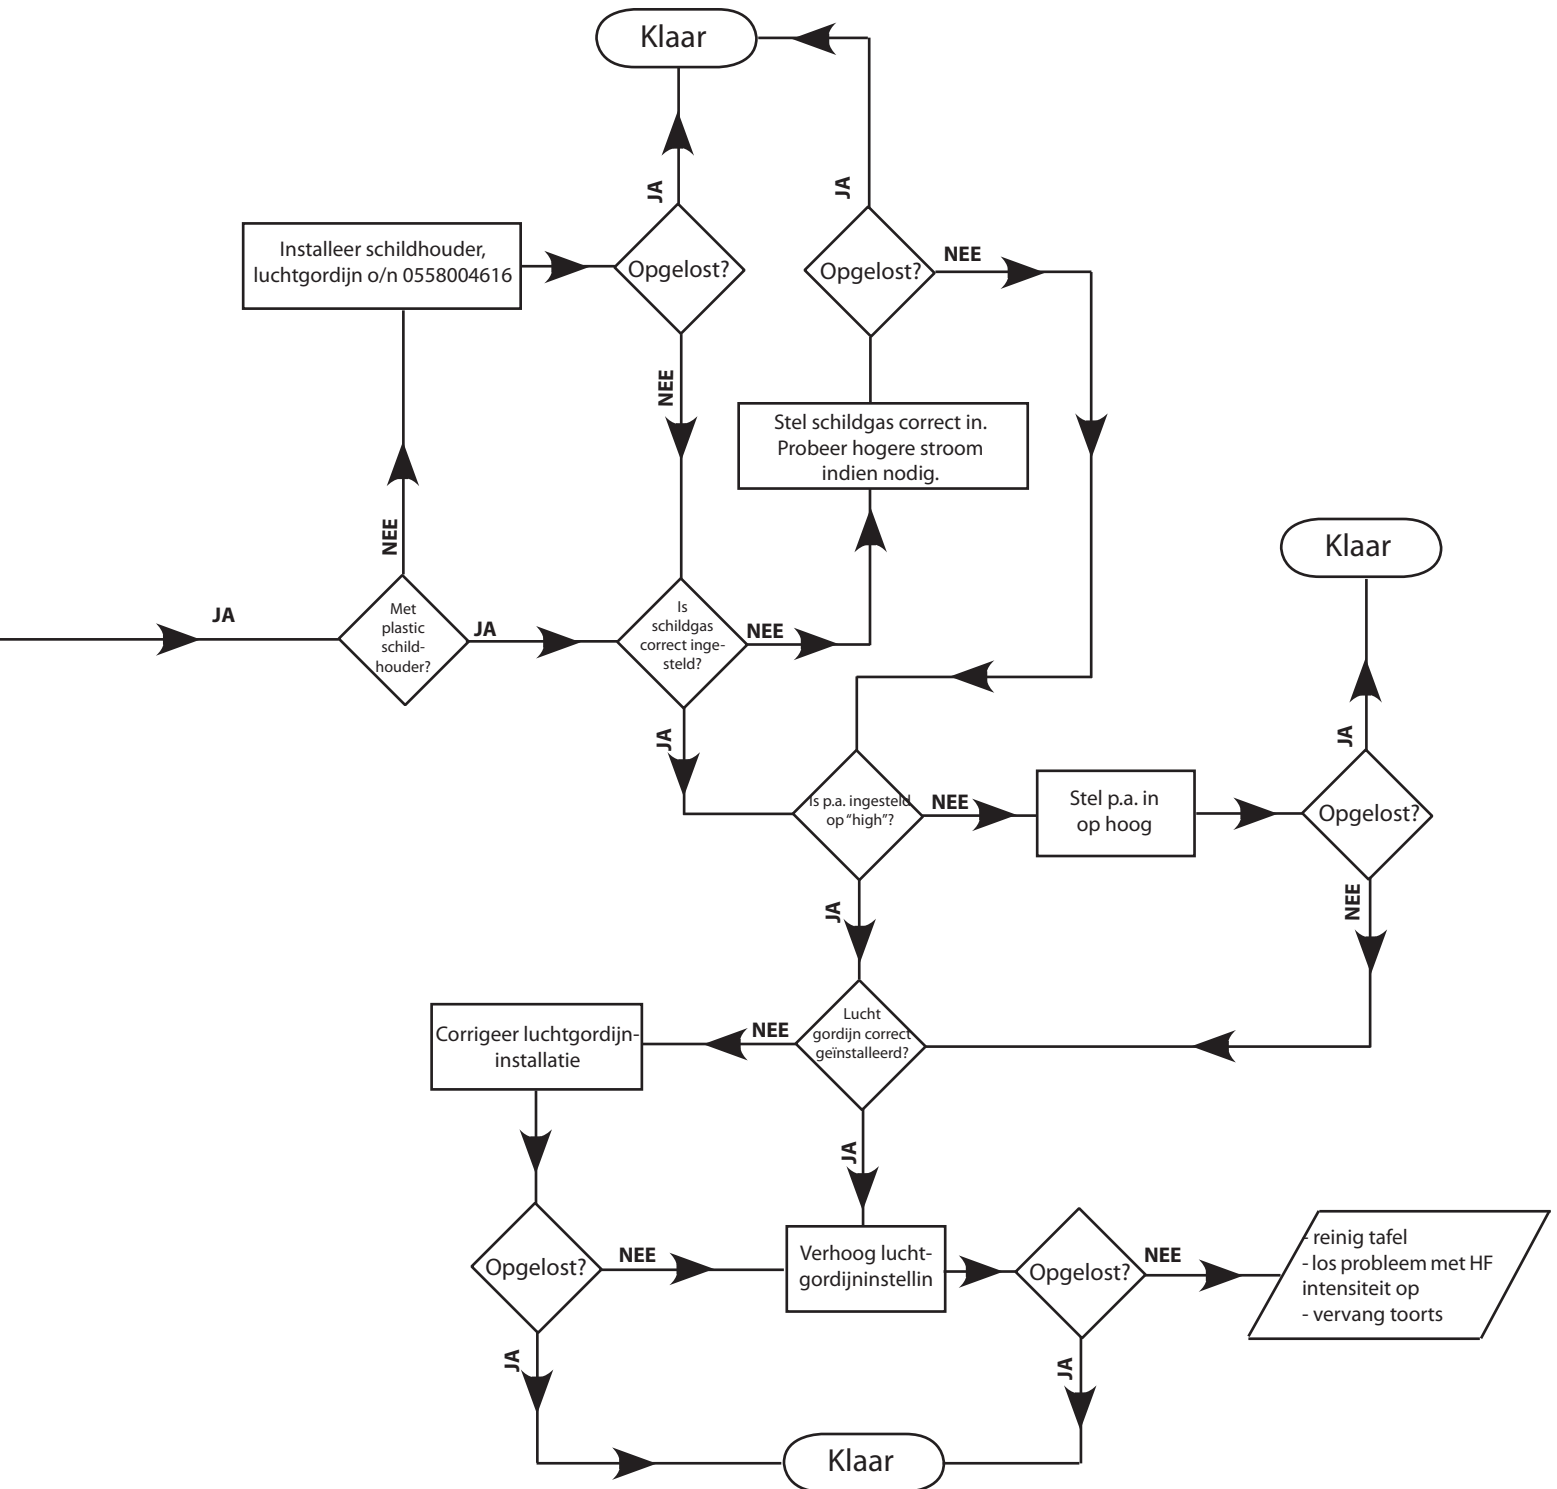 Klaar
JA
JA
Installeer schildhouder,
luchtgordijn o/n 0558004616
Opgelost?
Opgelost?
NEE
NEE
Stel schildgas correct in.
Probeer hogere stroom
indien nodig.
NEE
Klaar
JA
Met
plastic
schild-
houder?
JA
Is
schildgas
correct inge-
steld?
NEE
JA
JA
Is p.a. ingesteld
op “high”?
NEE
Stel p.a. in
op hoog
Opgelost?
JA
NEE
Corrigeer luchtgordijn-
installatie
NEE
Lucht
gordijn correct
geïnstalleerd?
JA
Opgelost?
NEE
Verhoog lucht-
gordijninstellin
Opgelost?
NEE
- reinig tafel
- los probleem met HF
intensiteit op
- vervang toorts
JA
JA
Klaar